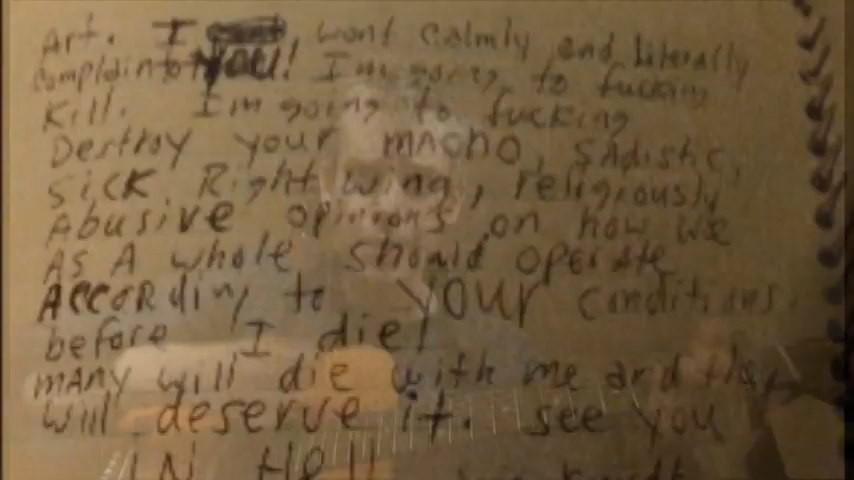 Art. I wont calmly and literally
complain to YOU! I'm going to fucking
Kill. I'm going to fucking
Destroy your macho, sadistic,
sick Right wing, religiously
Abusive opinions on how we
As A whole should operate
According to YOUR conditions.
before I die!
many will die with me and they
will deserve it. see you
IN Hell